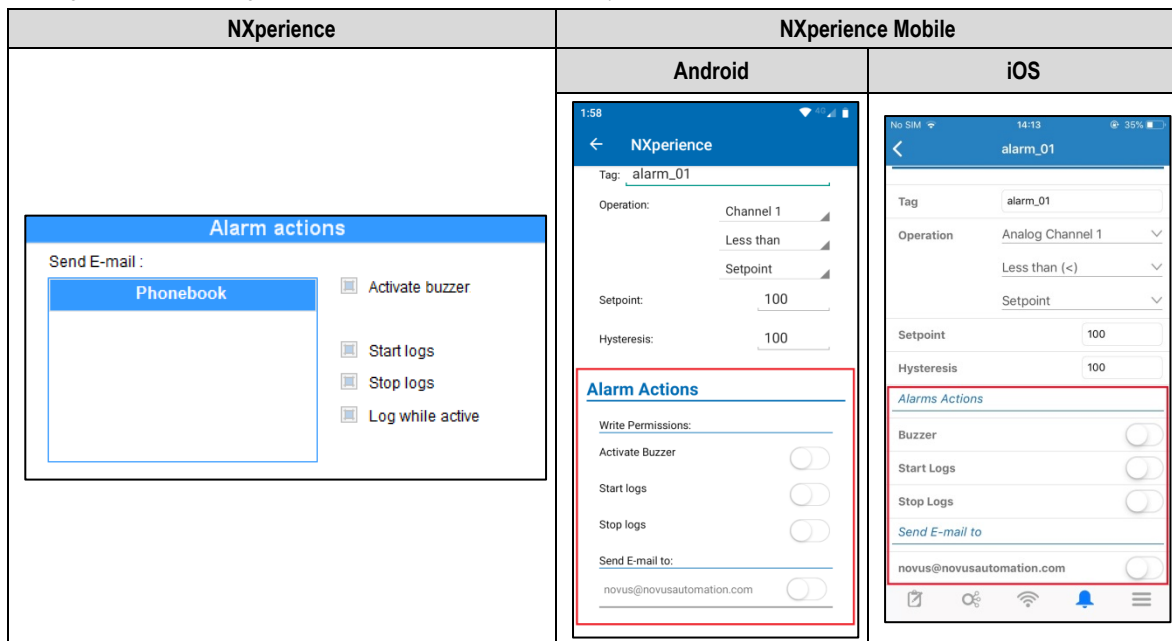 NXperience
NXperience Mobile
Android
iOS
Alarm actions
Send E-mail :
Phonebook
Activate buzzer
Start logs
Stop logs
Log while active
1:58
4G
NXperience
Tag: alarm_01
Operation: Channel 1
Less than
Setpoint
Setpoint: 100
Hysteresis: 100
Alarm Actions
Write Permissions:
Activate Buzzer
Start logs
Stop logs
Send E-mail to:
novus@novusautomation.com
No SIM 14:13 35%
alarm_01
Tag alarm_01
Operation Analog Channel 1
Less than (<)
Setpoint
Setpoint 100
Hysteresis 100
Alarms Actions
Buzzer
Start Logs
Stop Logs
Send E-mail to
novus@novusautomation.com